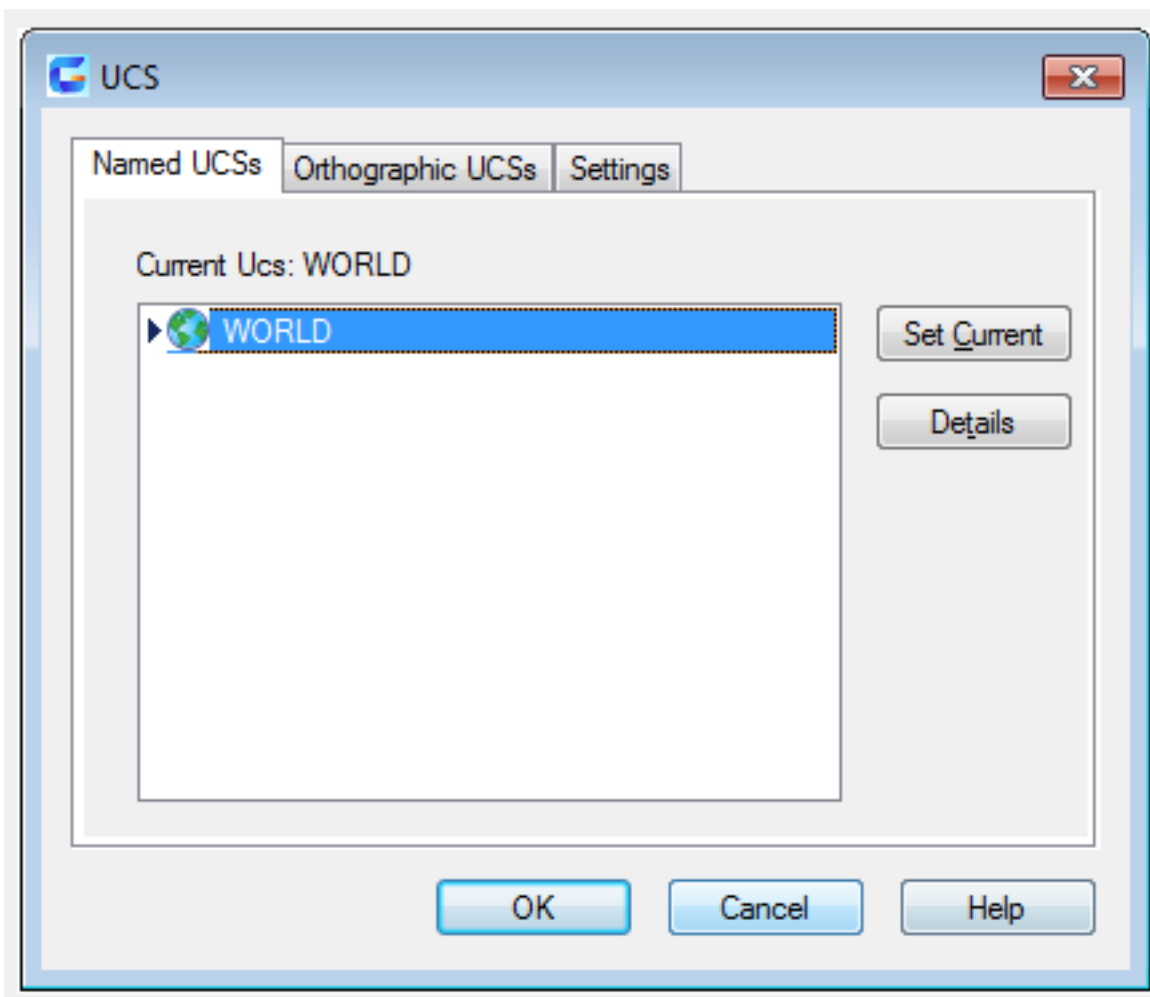 UCS
Named UCSs Orthographic UCSs Settings
Current Ucs: WORLD
WORLD
Set Current
Details
OK Cancel Help